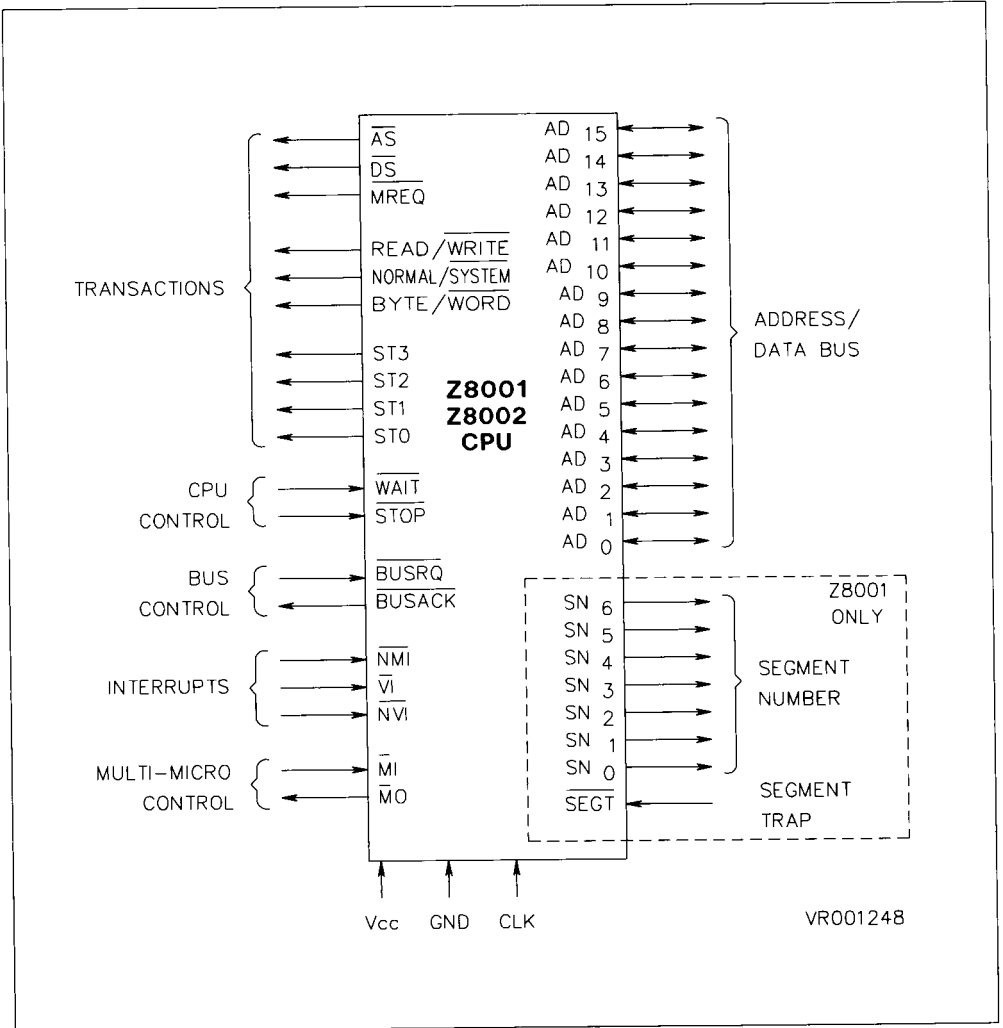 TRANSACTIONS
AS
DS
MREQ
READ/WRITE
NORMAL/SYSTEM
BYTE/WORD
ST3
ST2
ST1
ST0
CPU
CONTROL
WAIT
STOP
BUS
CONTROL
BUSRQ
BUSACK
INTERRUPTS
NMI
VI
NVI
MULTI-MICRO
CONTROL
MI
MO
Z8001
Z8002
CPU
AD 15
AD 14
AD 13
AD 12
AD 11
AD 10
AD 9
AD 8
AD 7
AD 6
AD 5
AD 4
AD 3
AD 2
AD 1
AD 0
ADDRESS/
DATA BUS
Z8001
ONLY
SN 6
SN 5
SN 4
SN 3
SN 2
SN 1
SN 0
SEGMENT
NUMBER
SEGT
SEGMENT
TRAP
Vcc GND CLK
VR001248